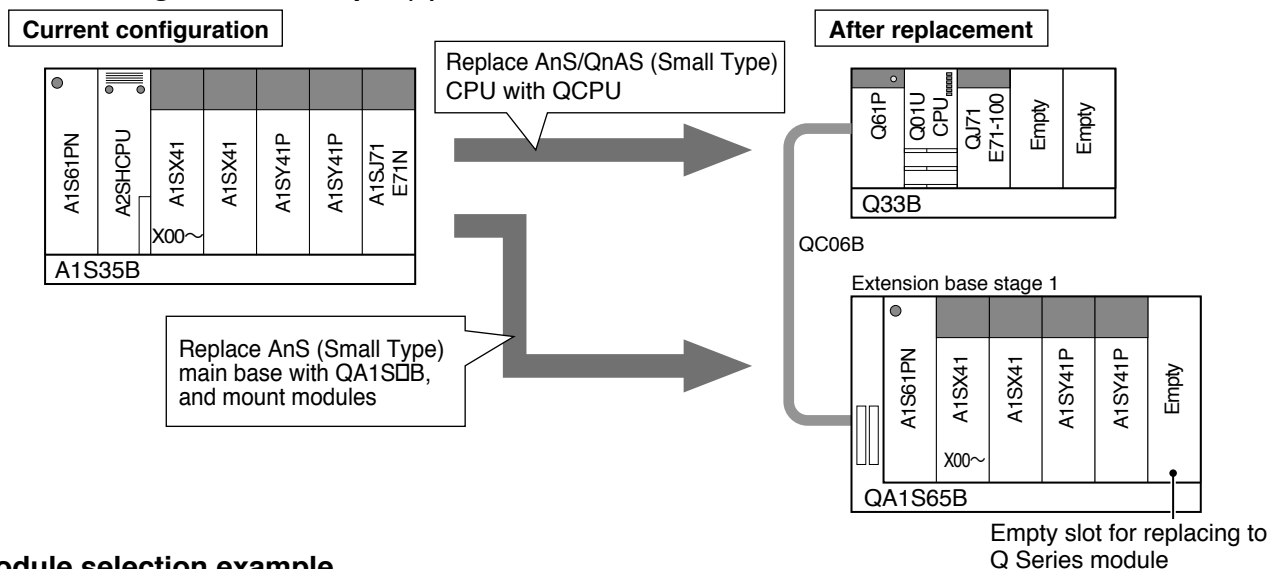 Current configuration
After replacement
Replace AnS/QnAS (Small Type)
CPU with QCPU
A1S61PN
A2SHCPU
A1SX41
X00～
A1SX41
A1SY41P
A1SY41P
A1SJ71
E71N
A1S35B
Q61P
Q01U
CPU
QJ71
E71-100
Empty
Empty
Q33B
QC06B
Replace AnS (Small Type)
main base with QA1S□B,
and mount modules
Extension base stage 1
A1S61PN
A1SX41
X00～
A1SX41
A1SY41P
A1SY41P
Empty
QA1S65B
Empty slot for replacing to
Q Series module
odule selection example